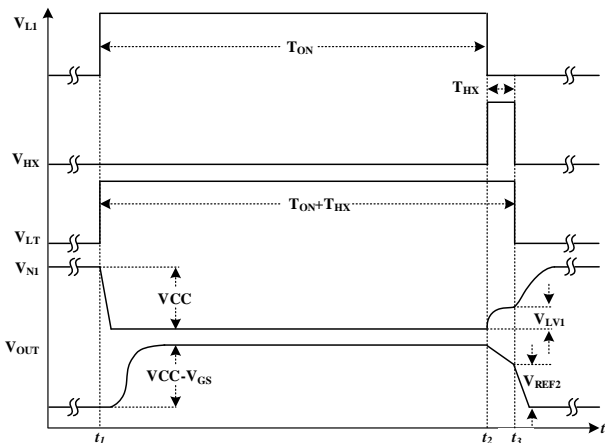 V_L1
T_ON
T_HX
V_HX
T_ON+T_HX
V_LT
V_N1
VCC
V_LV1
V_OUT
VCC-V_GS
V_REF2
t_1
t_2
t_3
t